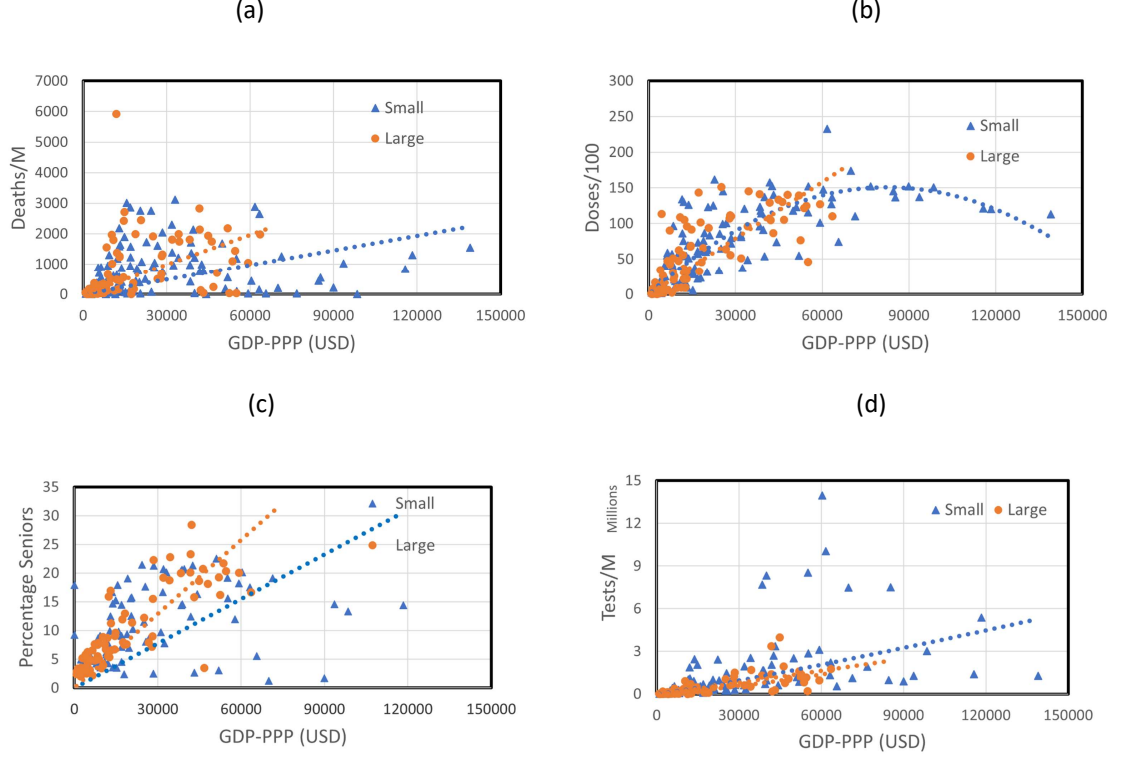 (a)
7000
6000
5000
4000
3000
2000
1000
0
Deaths/M
Small
Large
0 30000 60000 90000 120000 150000
GDP-PPP (USD)
(b)
300
250
200
150
100
50
0
Doses/100
Small
Large
0 30000 60000 90000 120000 150000
GDP-PPP (USD)
(c)
35
30
25
20
15
10
5
0
Percentage Seniors
Small
Large
0 30000 60000 90000 120000 150000
GDP-PPP (USD)
(d)
15
12
9
6
3
0
Tests/M
Millions
Small Large
0 30000 60000 90000 120000 150000
GDP-PPP (USD)